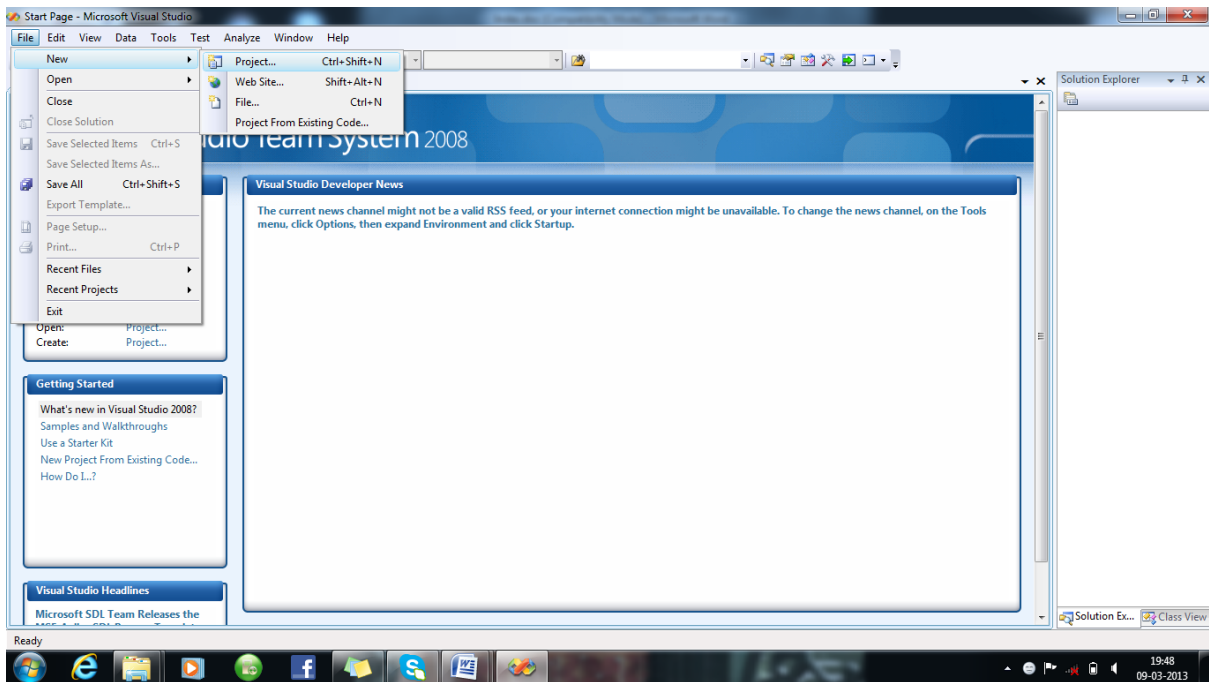 Start Page - Microsoft Visual Studio
File Edit View Data Tools Test Analyze Window Help
New
Open
Close
Close Solution
Save Selected Items Ctrl+S
Save Selected Items As...
Save All Ctrl+Shift+S
Export Template...
Page Setup...
Print... Ctrl+P
Recent Files
Recent Projects
Exit
Project... Ctrl+Shift+N
Web Site... Shift+Alt+N
File... Ctrl+N
Project From Existing Code...
Team System 2008
Open: Project...
Create: Project...
Getting Started
What's new in Visual Studio 2008?
Samples and Walkthroughs
Use a Starter Kit
New Project From Existing Code...
How Do I...?
Visual Studio Headlines
Microsoft SDL Team Releases the
Visual Studio Developer News
The current news channel might not be a valid RSS feed, or your internet connection might be unavailable. To change the news channel, on the Tools
menu, click Options, then expand Environment and click Startup.
Solution Explorer
Solution Ex... Class View
Ready
19:48
09-03-2013